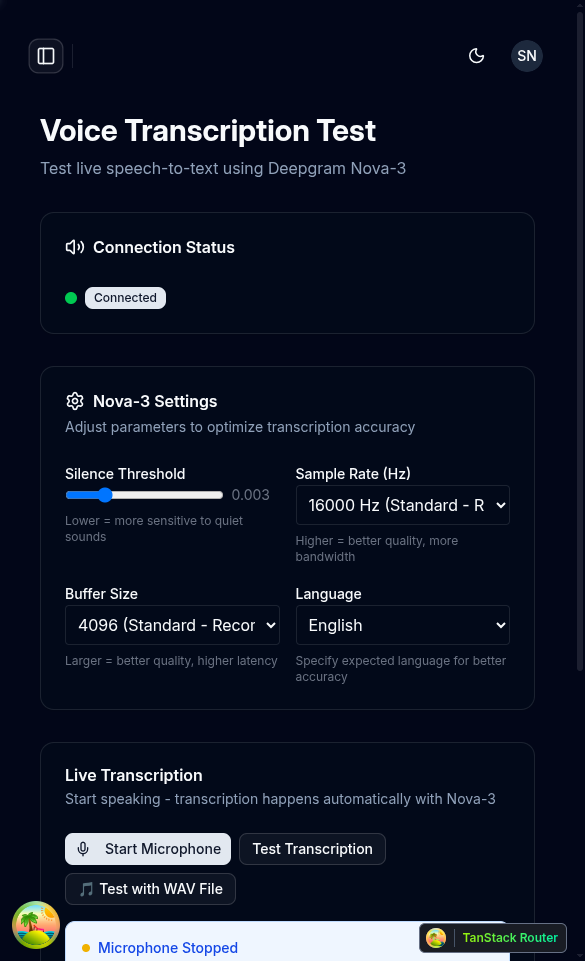 SN
Voice Transcription Test
Test live speech-to-text using Deepgram Nova-3
Connection Status
Connected
Nova-3 Settings
Adjust parameters to optimize transcription accuracy
Silence Threshold
0.003
Lower = more sensitive to quiet
sounds
Sample Rate (Hz)
16000 Hz (Standard - R
Higher = better quality, more
bandwidth
Buffer Size
4096 (Standard - Recor
Larger = better quality, higher latency
Language
English
Specify expected language for better
accuracy
Live Transcription
Start speaking - transcription happens automatically with Nova-3
Start Microphone
Test Transcription
🎵 Test with WAV File
Microphone Stopped
TanStack Router